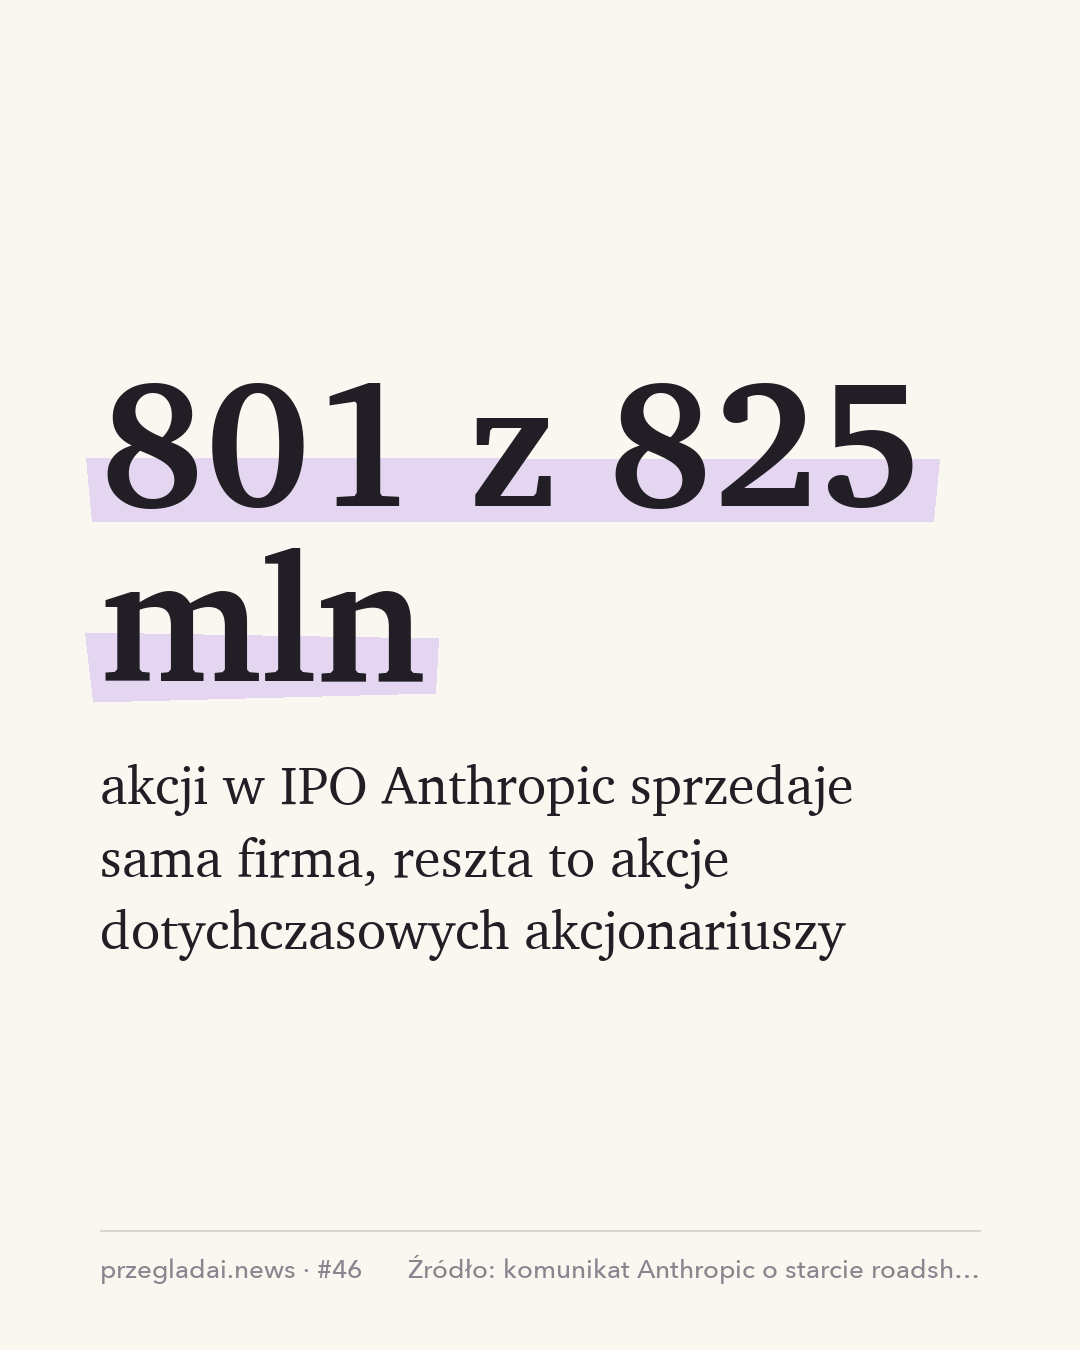 801 z 825
mln
akcji w IPO Anthropic sprzedaje
sama firma, reszta to akcje
dotychczasowych akcjonariuszy
przegladai.news · #46 Źródło: komunikat Anthropic o starcie roadsh…